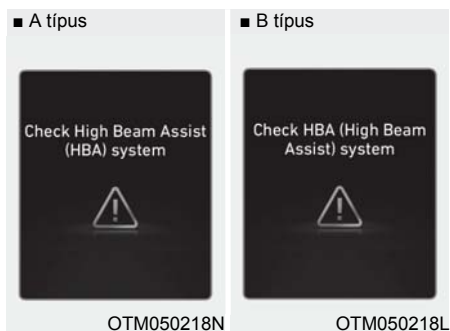 ■ A típus
Check High Beam Assist
(HBA) system
OTM050218N
■ B típus
Check HBA (High Beam
Assist) system
OTM050218L